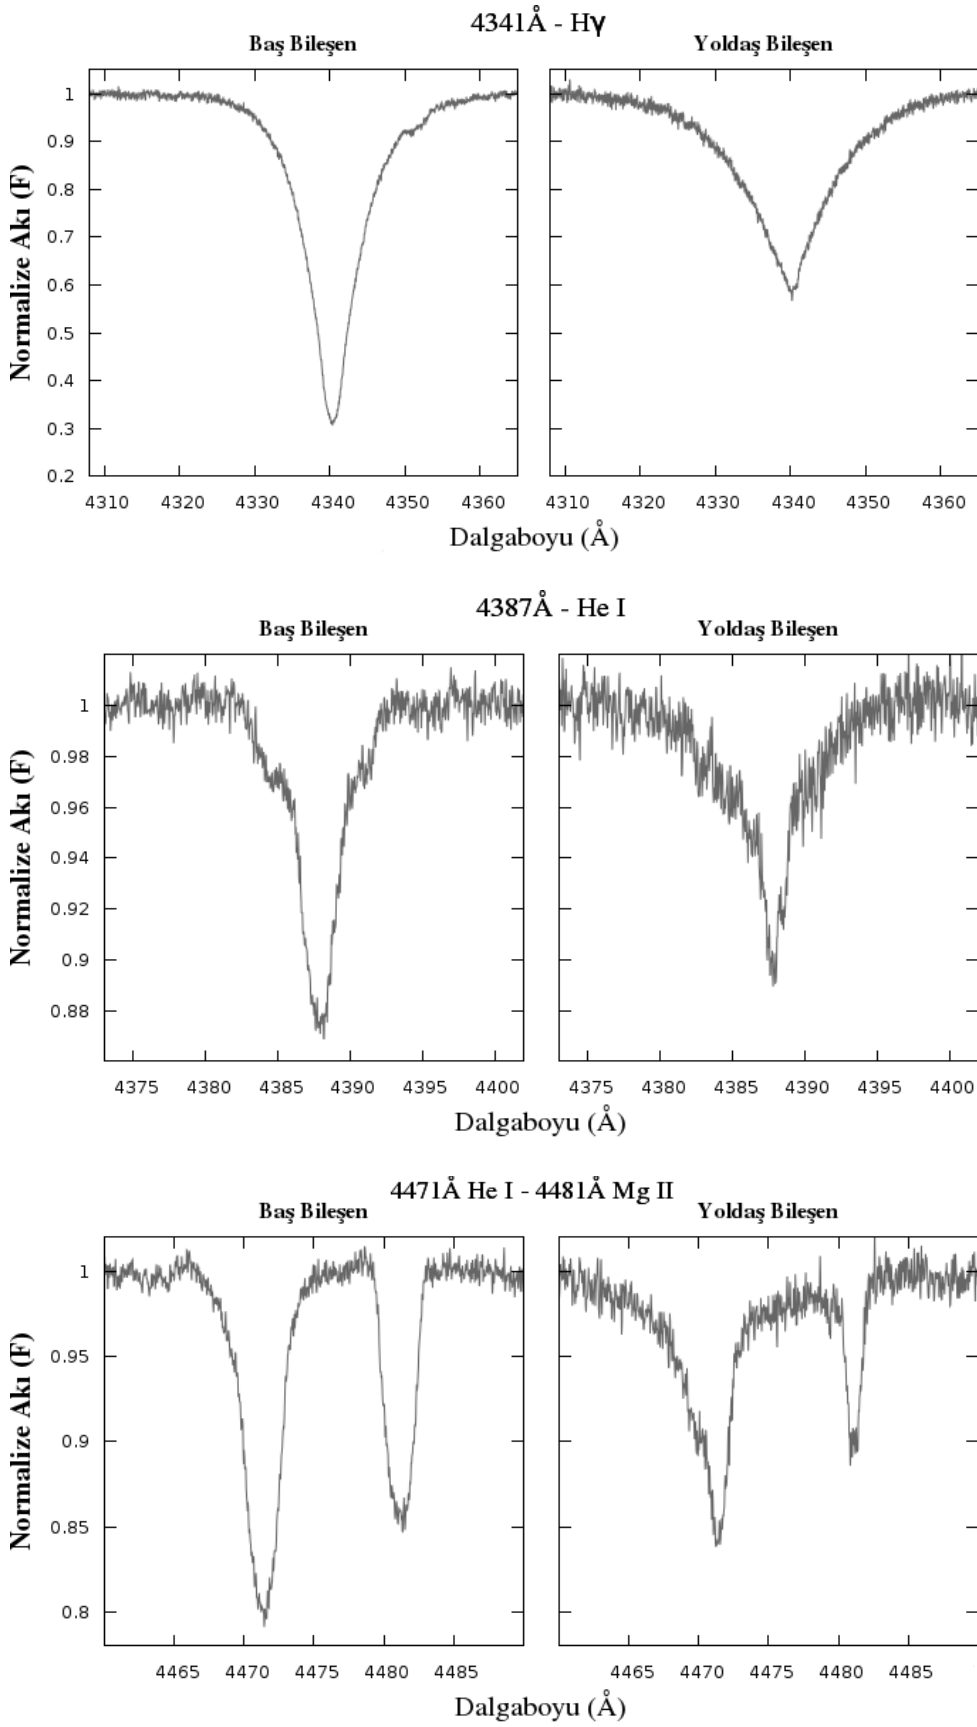 4341Å - Hγ
Baş Bileşen Yoldaş Bileşen
Normalize Akı (F)
1
0.9
0.8
0.7
0.6
0.5
0.4
0.3
0.2
4310 4320 4330 4340 4350 4360 4310 4320 4330 4340 4350 4360
Dalgaboyu (Å)
4387Å - He I
Baş Bileşen Yoldaş Bileşen
Normalize Akı (F)
1
0.98
0.96
0.94
0.92
0.9
0.88
4375 4380 4385 4390 4395 4400 4375 4380 4385 4390 4395 4400
Dalgaboyu (Å)
4471Å He I - 4481Å Mg II
Baş Bileşen Yoldaş Bileşen
Normalize Akı (F)
1
0.95
0.9
0.85
0.8
4465 4470 4475 4480 4485 4465 4470 4475 4480 4485
Dalgaboyu (Å)